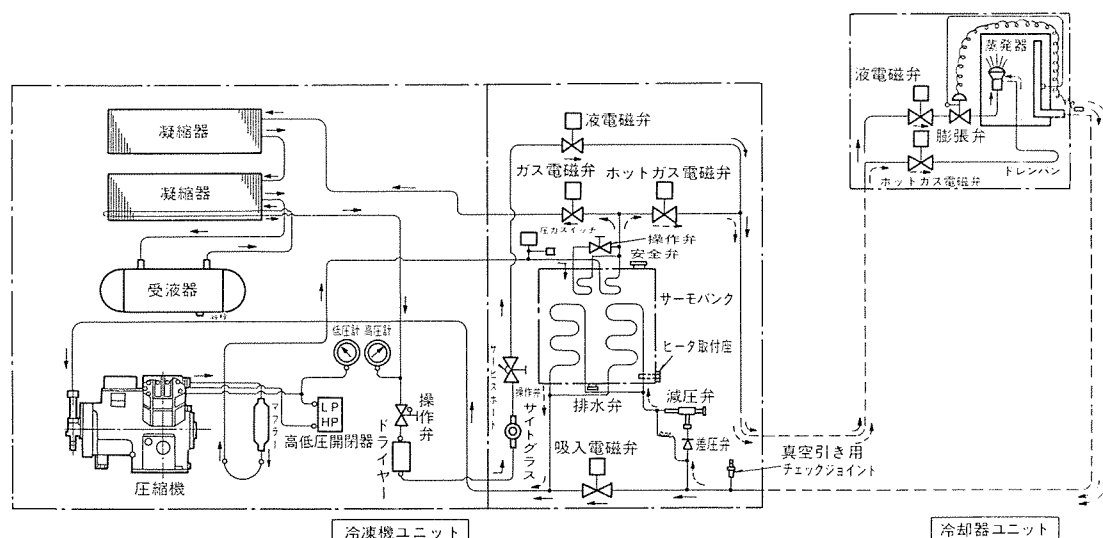 蒸発器
液電磁弁
膨張弁
ホットガス電磁弁
ドレンパン
凝縮器
凝縮器
受液器
液電磁弁
ガス電磁弁
ホットガス電磁弁
圧力スイッチ
操作弁
安全弁
サーモバンク
ヒータ取付座
排水弁
減圧弁
差圧弁
吸入電磁弁
真空引き用
チェックジョイント
低圧計
高圧計
操作弁
LP
HP
高低圧開閉器
マフラー
ドライヤー
サービスポート
操作弁
サイトグラス
圧縮機
冷凍機ユニット
冷却器ユニット